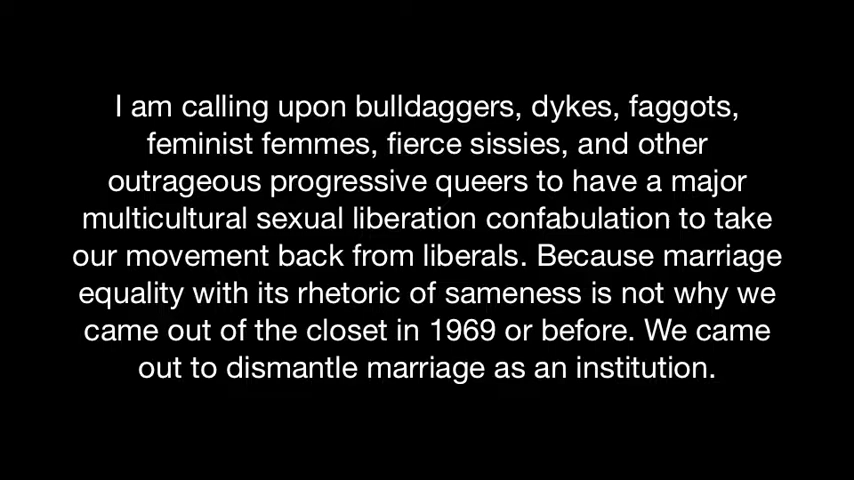 I am calling upon bulldaggers, dykes, faggots,
feminist femmes, fierce sissies, and other
outrageous progressive queers to have a major
multicultural sexual liberation confabulation to take
our movement back from liberals. Because marriage
equality with its rhetoric of sameness is not why we
came out of the closet in 1969 or before. We came
out to dismantle marriage as an institution.